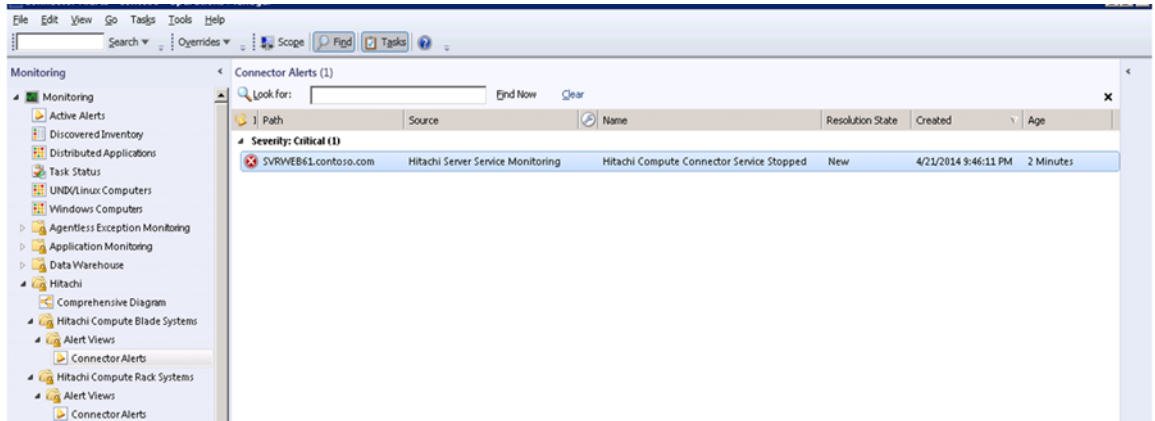 File Edit View Go Tasks Tools Help
Search Overrides Scope Find Tasks
Monitoring
Connector Alerts (1)
Look for: Find Now Clear
Path Source Name Resolution State Created Age
Severity: Critical (1)
SVRWEB61.contoso.com Hitachi Server Service Monitoring Hitachi Compute Connector Service Stopped New 4/21/2014 9:46:11 PM 2 Minutes
Monitoring
Active Alerts
Discovered Inventory
Distributed Applications
Task Status
UNIX/Linux Computers
Windows Computers
Agentless Exception Monitoring
Application Monitoring
Data Warehouse
Hitachi
Comprehensive Diagram
Hitachi Compute Blade Systems
Alert Views
Connector Alerts
Hitachi Compute Rack Systems
Alert Views
Connector Alerts